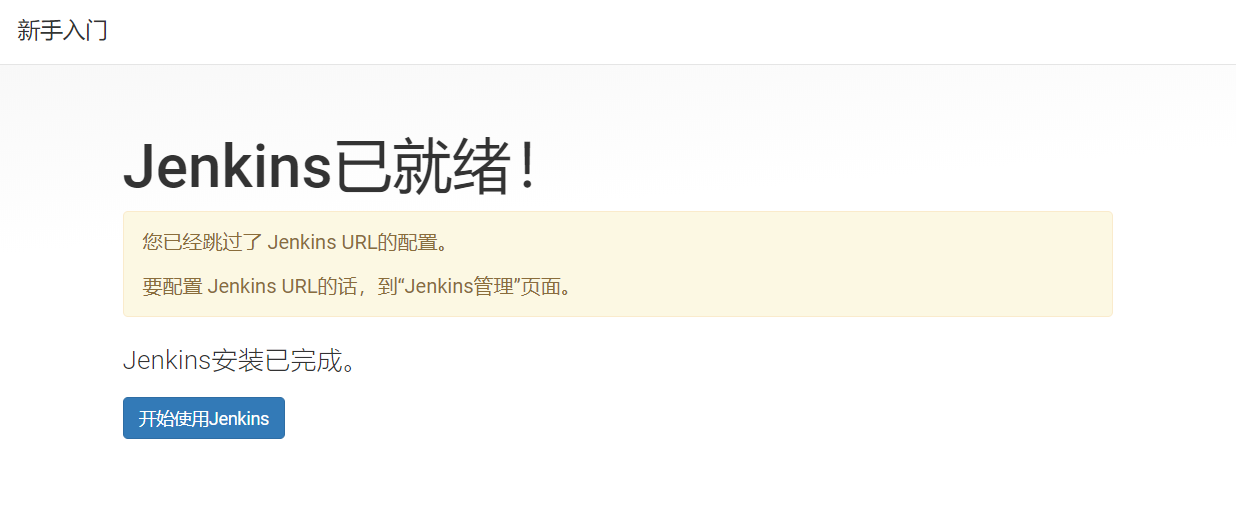 新手入门
Jenkins已就绪！
您已经跳过了 Jenkins URL的配置。
要配置 Jenkins URL的话，到“Jenkins管理”页面。
Jenkins安装已完成。
开始使用Jenkins